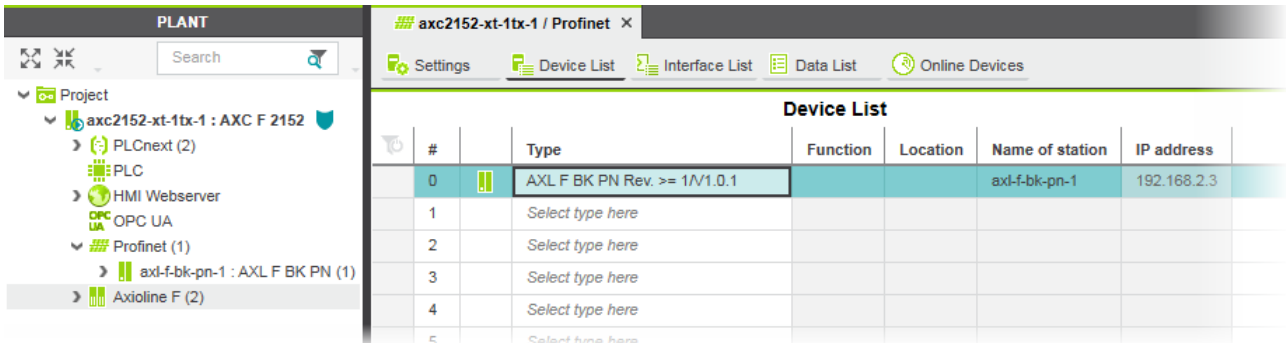 PLANT
Search
Project
axc2152-xt-1tx-1 : AXC F 2152
PLCnext (2)
PLC
HMI Webserver
OPC UA OPC UA
Profinet (1)
axl-f-bk-pn-1 : AXL F BK PN (1)
Axioline F (2)
axc2152-xt-1tx-1 / Profinet ×
Settings Device List Interface List Data List Online Devices
Device List
# Type Function Location Name of station IP address
0 AXL F BK PN Rev. >= 1/V1.0.1 axl-f-bk-pn-1 192.168.2.3
1 Select type here
2 Select type here
3 Select type here
4 Select type here
5 Select type here